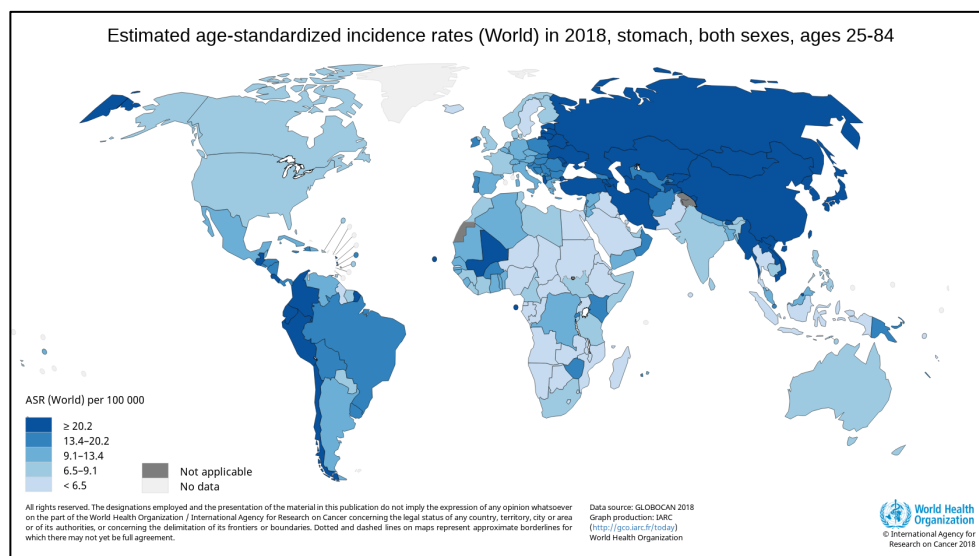 Estimated age-standardized incidence rates (World) in 2018, stomach, both sexes, ages 25-84
ASR (World) per 100 000
≥ 20.2
13.4–20.2
9.1–13.4
6.5–9.1
< 6.5
Not applicable
No data
All rights reserved. The designations employed and the presentation of the material in this publication do not imply the expression of any opinion whatsoever
on the part of the World Health Organization / International Agency for Research on Cancer concerning the legal status of any country, territory, city or area
or of its authorities, or concerning the delimitation of its frontiers or boundaries. Dotted and dashed lines on maps represent approximate borderlines for
which there may not yet be full agreement.
Data source: GLOBOCAN 2018
Graph production: IARC
(http://gco.iarc.fr/today)
World Health Organization
World Health
Organization
© International Agency for
Research on Cancer 2018